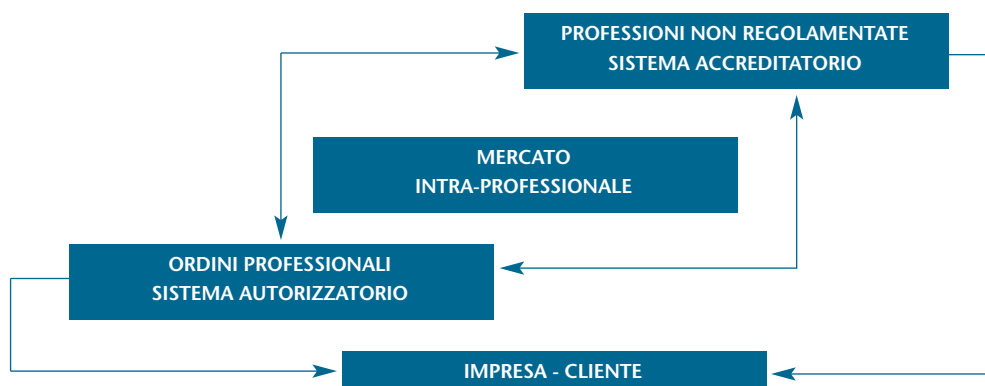 PROFESSIONI NON REGOLAMENTATE
SISTEMA ACCREDITATORIO
MERCATO
INTRA-PROFESSIONALE
ORDINI PROFESSIONALI
SISTEMA AUTORIZZATORIO
IMPRESA - CLIENTE